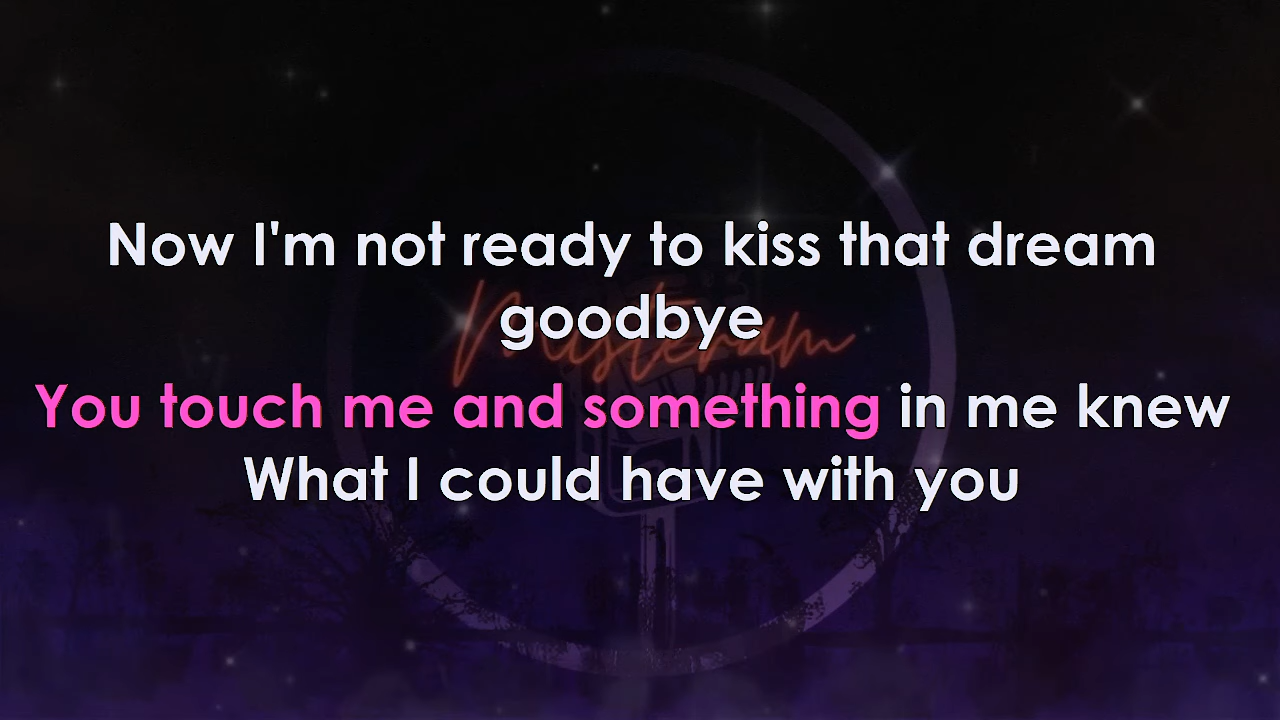 Now I'm not ready to kiss that dream
goodbye
Misteram
You touch me and something in me knew
What I could have with you